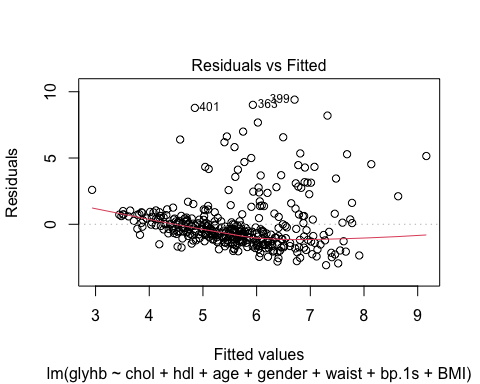 Residuals vs Fitted
Residuals
10
5
0
401
363
399
3 4 5 6 7 8 9
Fitted values
lm(glyhb ~ chol + hdl + age + gender + waist + bp.1s + BMI)